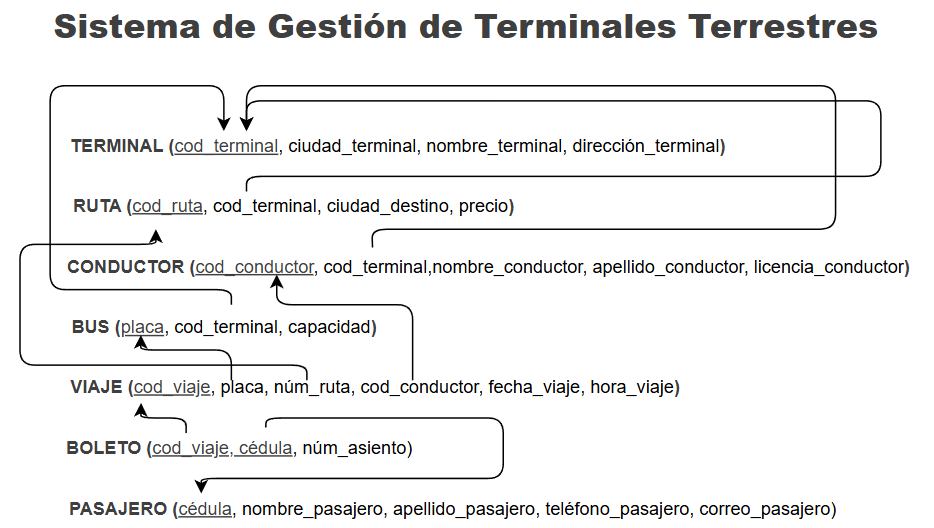 Sistema de Gestión de Terminales Terrestres
TERMINAL (cod_terminal, ciudad_terminal, nombre_terminal, dirección_terminal)
RUTA (cod_ruta, cod_terminal, ciudad_destino, precio)
CONDUCTOR (cod_conductor, cod_terminal,nombre_conductor, apellido_conductor, licencia_conductor)
BUS (placa, cod_terminal, capacidad)
VIAJE (cod_viaje, placa, núm_ruta, cod_conductor, fecha_viaje, hora_viaje)
BOLETO (cod_viaje, cédula, núm_asiento)
PASAJERO (cédula, nombre_pasajero, apellido_pasajero, teléfono_pasajero, correo_pasajero)